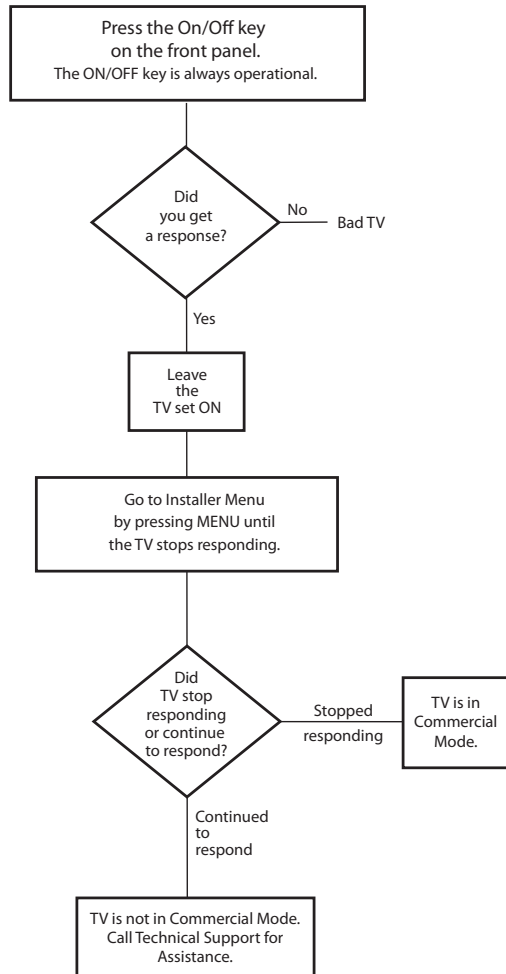 Press the On/Off key
on the front panel.
The ON/OFF key is always operational.
Did
you get
a response?
No
Bad TV
Yes
Leave
the
TV set ON
Go to Installer Menu
by pressing MENU until
the TV stops responding.
Did
TV stop
responding
or continue
to respond?
Stopped
responding
TV is in
Commercial
Mode.
Continued
to
respond
TV is not in Commercial Mode.
Call Technical Support for
Assistance.